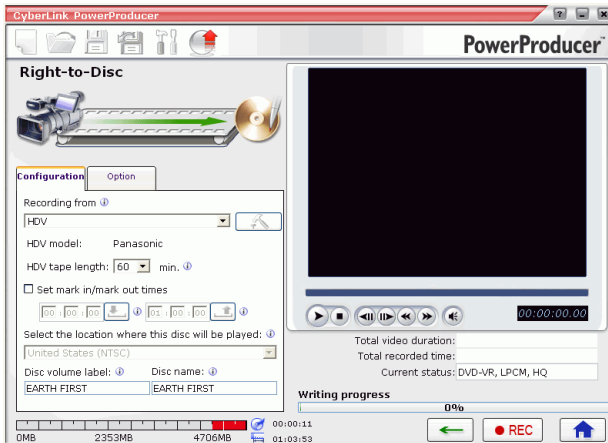 CyberLink PowerProducer
PowerProducer™
Right-to-Disc
Configuration
Option
Recording from
HDV
HDV model: Panasonic
HDV tape length: 60 min.
Set mark in/mark out times
00 : 00 : 00
01 : 00 : 00
Select the location where this disc will be played:
United States (NTSC)
Disc volume label:
Disc name:
EARTH FIRST
EARTH FIRST
0MB 2353MB 4706MB
00:00:11
01:03:53
00:00:00.00
Total video duration:
Total recorded time:
Current status: DVD-VR, LPCM, HQ
Writing progress
0%
REC